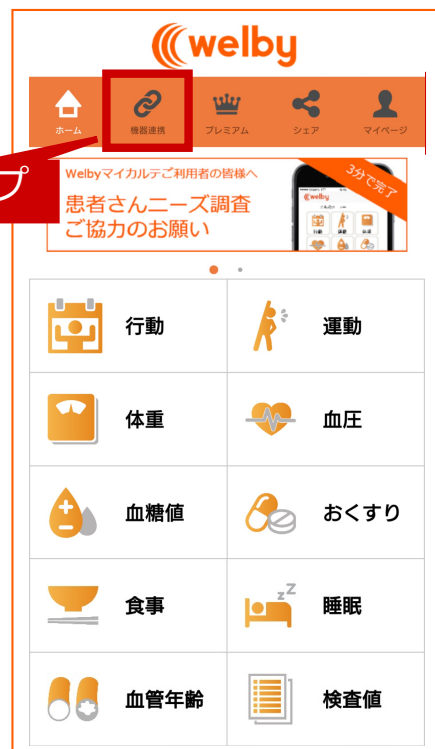 welby
ホーム
機器連携
プレミアム
シェア
マイページ
プ
Welbyマイカルテご利用者の皆様へ
3分で完了
患者さんニーズ調査
ご協力のお願い
welby
行動
運動
体重
血圧
血糖値
おくすり
食事
睡眠
血管年齢
検査値